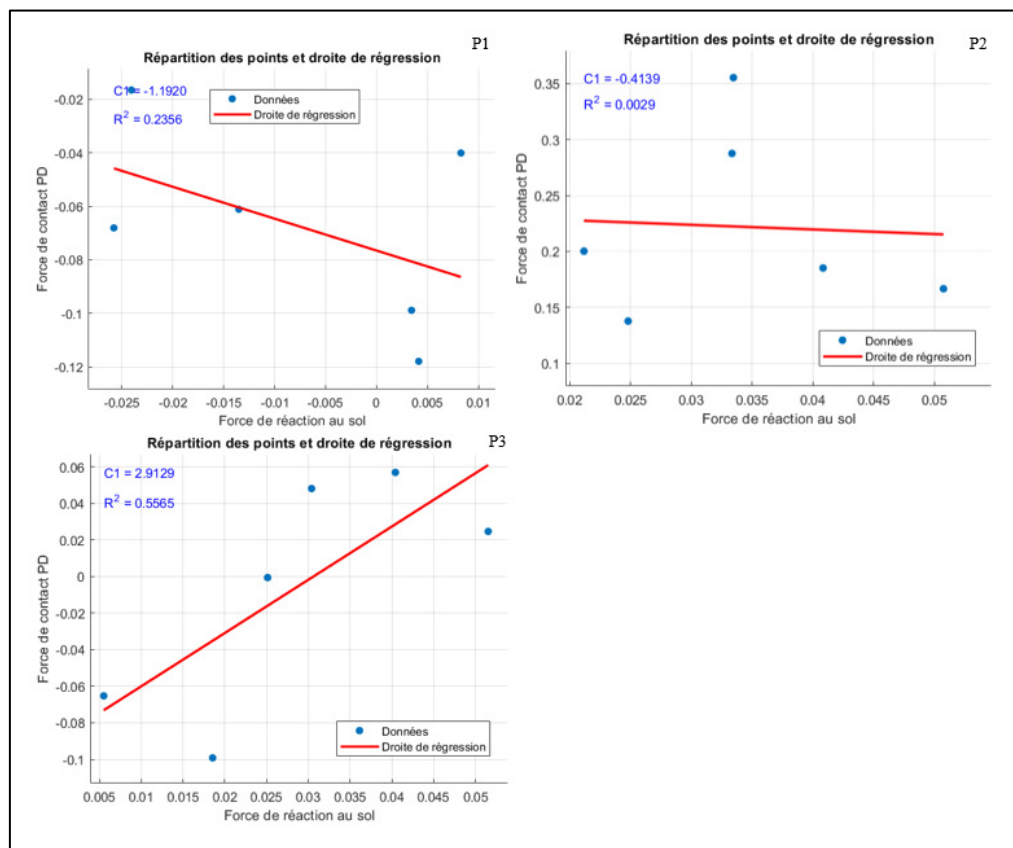 P1
Répartition des points et droite de régression
C1 = -1.1920
R² = 0.2356
Données
Droite de régression
-0.02
-0.04
-0.06
-0.08
-0.1
-0.12
Force de contact PD
-0.025 -0.02 -0.015 -0.01 -0.005 0 0.005 0.01
Force de réaction au sol
P2
Répartition des points et droite de régression
C1 = -0.4139
R² = 0.0029
0.35
0.3
0.25
0.2
0.15
0.1
Force de contact PD
Données
Droite de régression
0.02 0.025 0.03 0.035 0.04 0.045 0.05
Force de réaction au sol
P3
Répartition des points et droite de régression
C1 = 2.9129
R² = 0.5565
0.06
0.04
0.02
0
-0.02
-0.04
-0.06
-0.08
-0.1
Force de contact PD
Données
Droite de régression
0.005 0.01 0.015 0.02 0.025 0.03 0.035 0.04 0.045 0.05
Force de réaction au sol